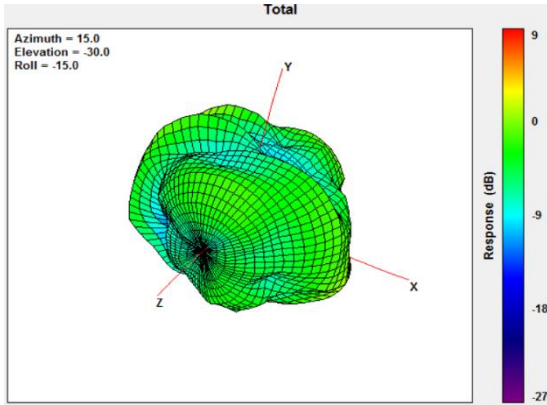 Total
Azimuth = 15.0
Elevation = -30.0
Roll = -15.0
Y
X
Z
9
0
-9
-18
-27
Response (dB)